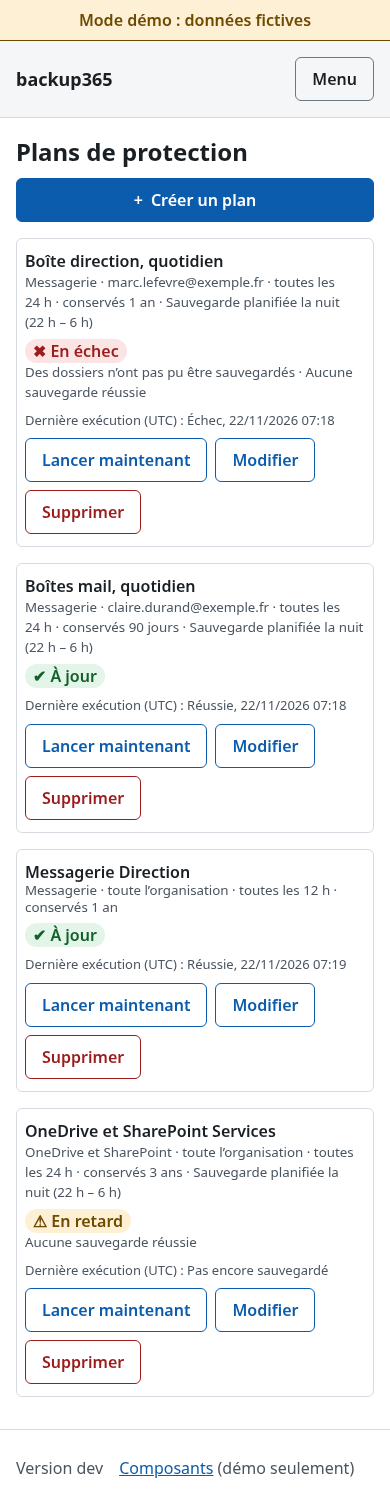 Mode démo : données fictives
backup365
Menu
Plans de protection
+ Créer un plan
Boîte direction, quotidien
Messagerie · marc.lefevre@exemple.fr · toutes les
24 h · conservés 1 an · Sauvegarde planifiée la nuit
(22 h – 6 h)
✖ En échec
Des dossiers n’ont pas pu être sauvegardés · Aucune
sauvegarde réussie
Dernière exécution (UTC) : Échec, 22/11/2026 07:18
Lancer maintenant
Modifier
Supprimer
Boîtes mail, quotidien
Messagerie · claire.durand@exemple.fr · toutes les
24 h · conservés 90 jours · Sauvegarde planifiée la nuit
(22 h – 6 h)
✔ À jour
Dernière exécution (UTC) : Réussie, 22/11/2026 07:18
Lancer maintenant
Modifier
Supprimer
Messagerie Direction
Messagerie · toute l’organisation · toutes les 12 h ·
conservés 1 an
✔ À jour
Dernière exécution (UTC) : Réussie, 22/11/2026 07:19
Lancer maintenant
Modifier
Supprimer
OneDrive et SharePoint Services
OneDrive et SharePoint · toute l’organisation · toutes
les 24 h · conservés 3 ans · Sauvegarde planifiée la
nuit (22 h – 6 h)
⚠ En retard
Aucune sauvegarde réussie
Dernière exécution (UTC) : Pas encore sauvegardé
Lancer maintenant
Modifier
Supprimer
Version dev Composants (démo seulement)